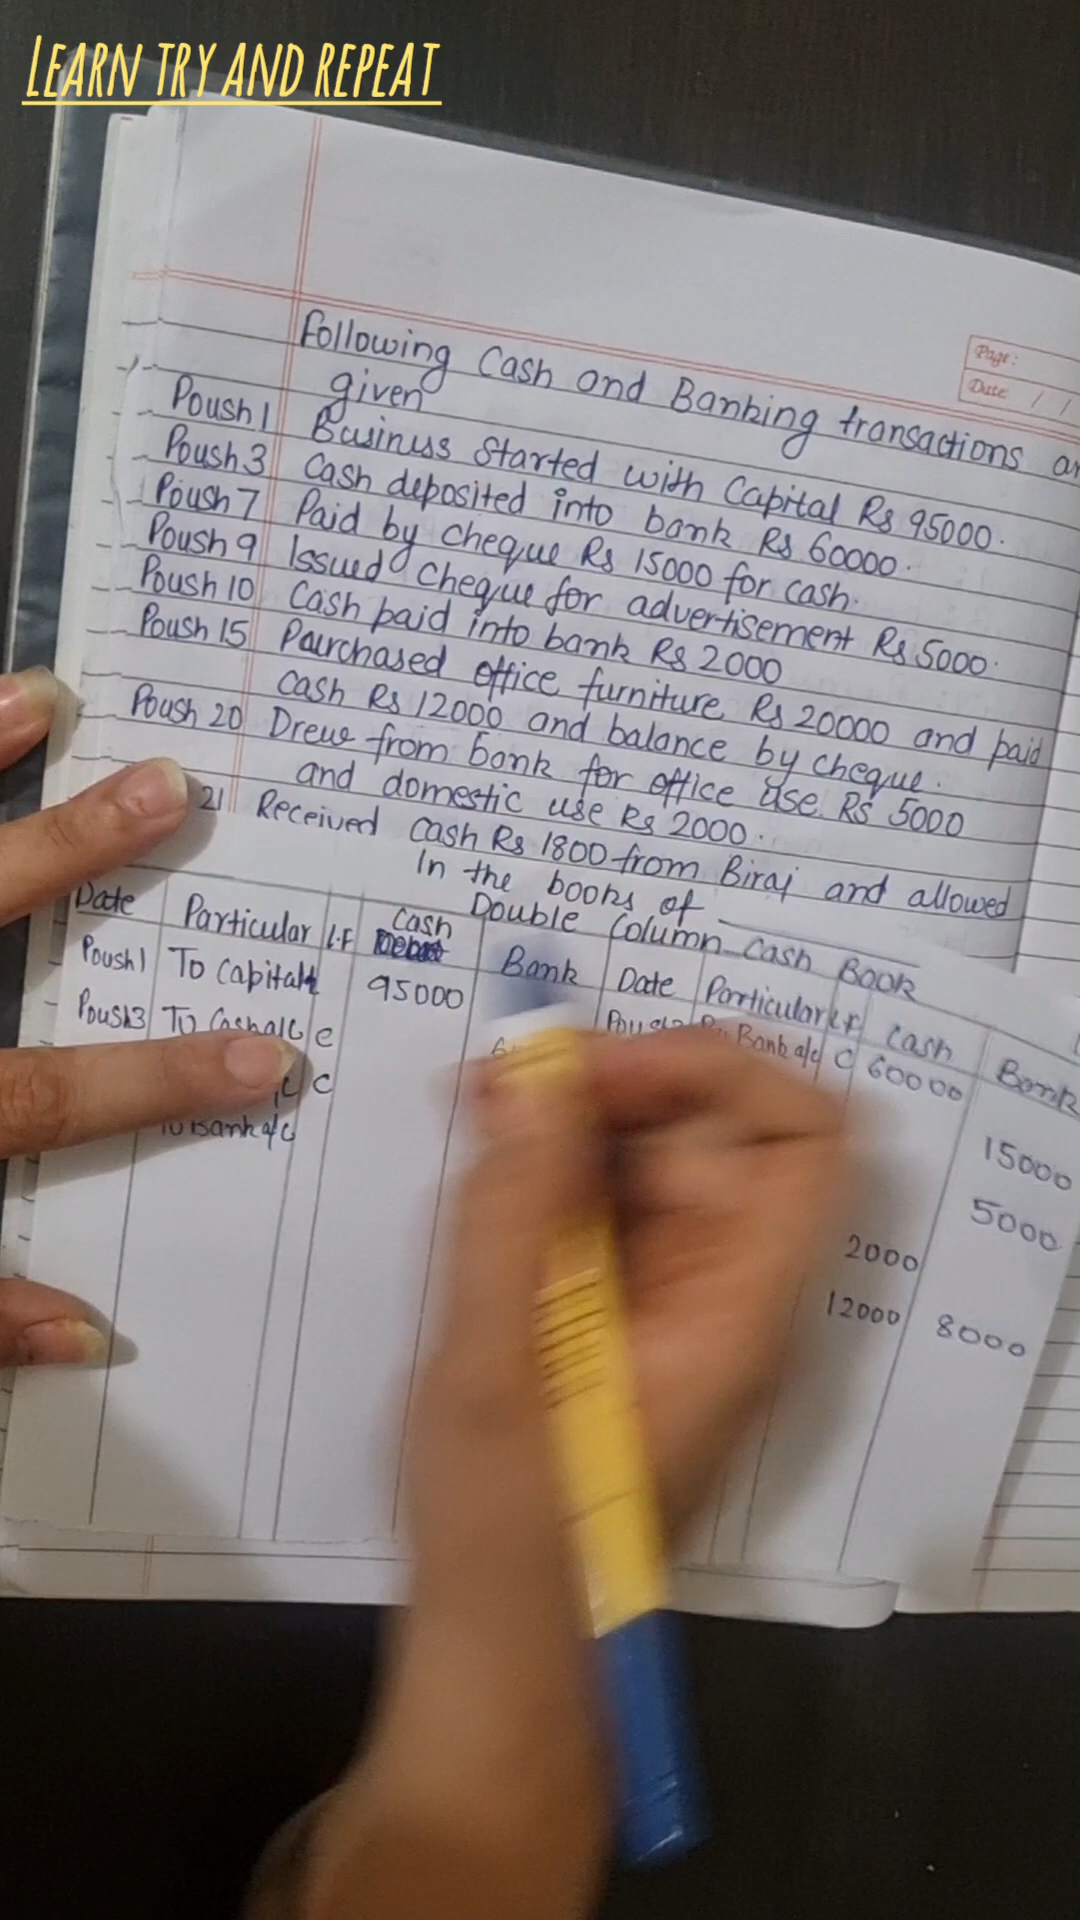 LEARN TRY AND REPEAT
Page:
Date / /
Following Cash and Banking transactions ar
given
Poush 1 Businuss Started with Capital Rs 95000.
Poush 3 Cash deposited into bank Rs 60000.
Poush 7 Paid by cheque Rs 15000 for cash.
Poush 9 Issued cheque for advertisement Rs 5000.
Poush 10 Cash paid into bank Rs 2000
Poush 15 Purchased office furniture Rs 20000 and paid
cash Rs 12000 and balance by cheque.
Poush 20 Drew from bank for office use Rs 5000
and domestic use Rs 2000.
21 Received cash Rs 1800 from Biraj and allowed
In the books of
Double Column Cash Book
Date Particular L.F Cash Bank Date Particular L.F Cash Bank
Poush 1 To Capital 95000
Poush 3 To Cash a/c c Bank a/c C 60000
c 15000
To Bank a/c 5000
2000
12000 8000